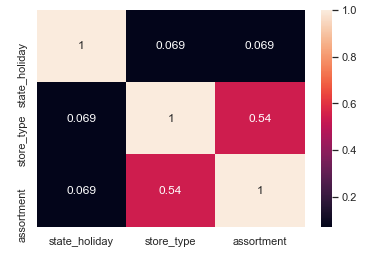 state_holiday
store_type
assortment
1 0.069 0.069
0.069 1 0.54
0.069 0.54 1
state_holiday store_type assortment
1.0
0.8
0.6
0.4
0.2